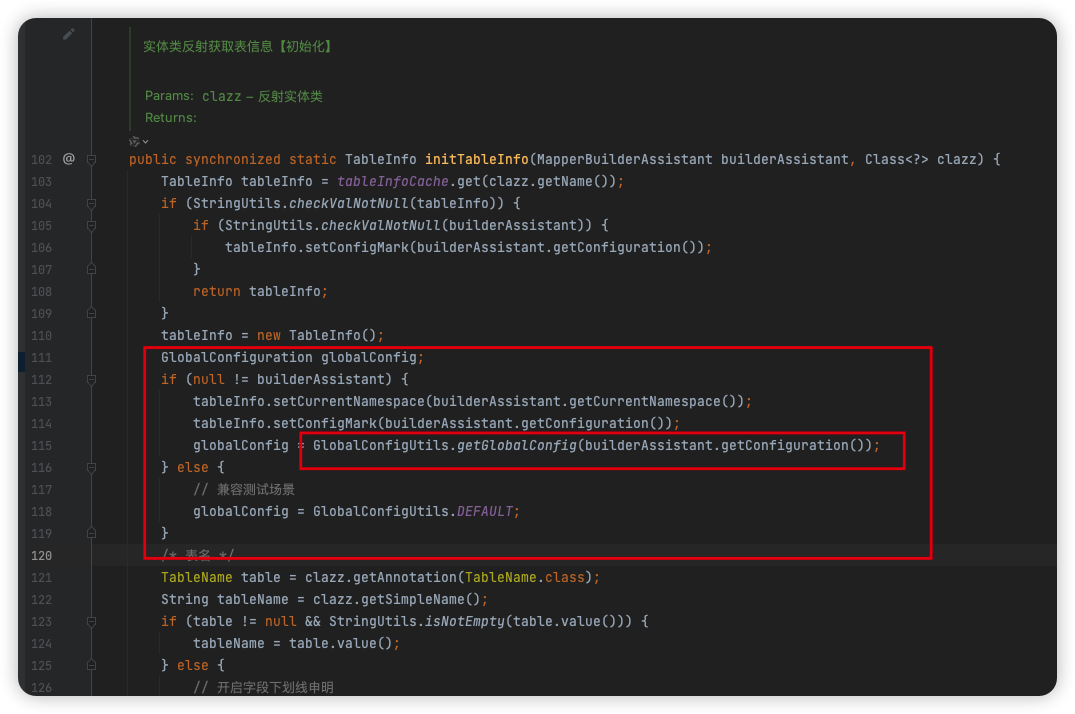 实体类反射获取表信息【初始化】
Params: clazz – 反射实体类
Returns:
102 @ public synchronized static TableInfo initTableInfo(MapperBuilderAssistant builderAssistant, Class<?> clazz) {
103 TableInfo tableInfo = tableInfoCache.get(clazz.getName());
104 if (StringUtils.checkValNotNull(tableInfo)) {
105 if (StringUtils.checkValNotNull(builderAssistant)) {
106 tableInfo.setConfigMark(builderAssistant.getConfiguration());
107 }
108 return tableInfo;
109 }
110 tableInfo = new TableInfo();
111 GlobalConfiguration globalConfig;
112 if (null != builderAssistant) {
113 tableInfo.setCurrentNamespace(builderAssistant.getCurrentNamespace());
114 tableInfo.setConfigMark(builderAssistant.getConfiguration());
115 globalConfig = GlobalConfigUtils.getGlobalConfig(builderAssistant.getConfiguration());
116 } else {
117 // 兼容测试场景
118 globalConfig = GlobalConfigUtils.DEFAULT;
119 }
120 /* 表名 */
121 TableName table = clazz.getAnnotation(TableName.class);
122 String tableName = clazz.getSimpleName();
123 if (table != null && StringUtils.isNotEmpty(table.value())) {
124 tableName = table.value();
125 } else {
126 // 开启字段下划线申明